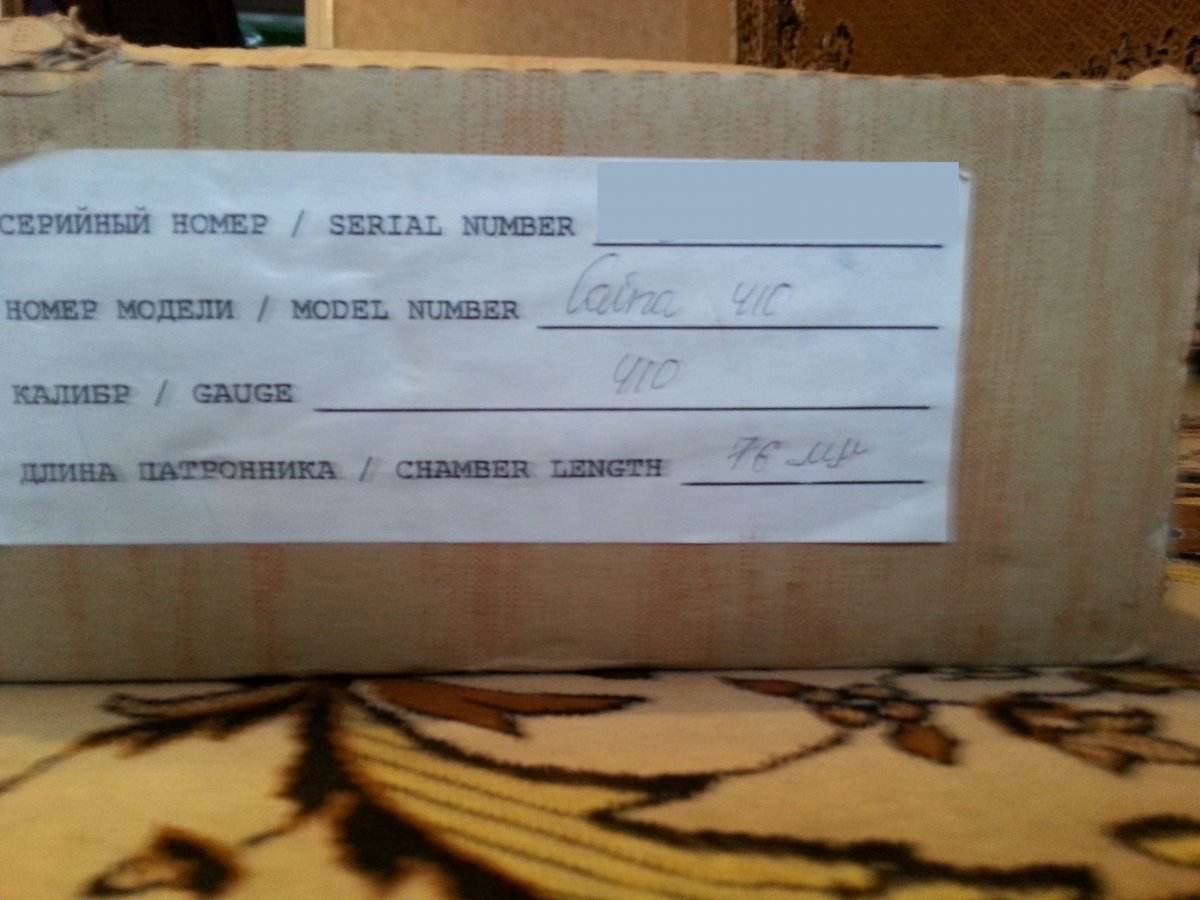 СЕРИЙНЫЙ НОМЕР / SERIAL NUMBER
НОМЕР МОДЕЛИ / MODEL NUMBER Сайга 410
КАЛИБР / GAUGE 410
ДЛИНА ПАТРОННИКА / CHAMBER LENGTH 76 мм